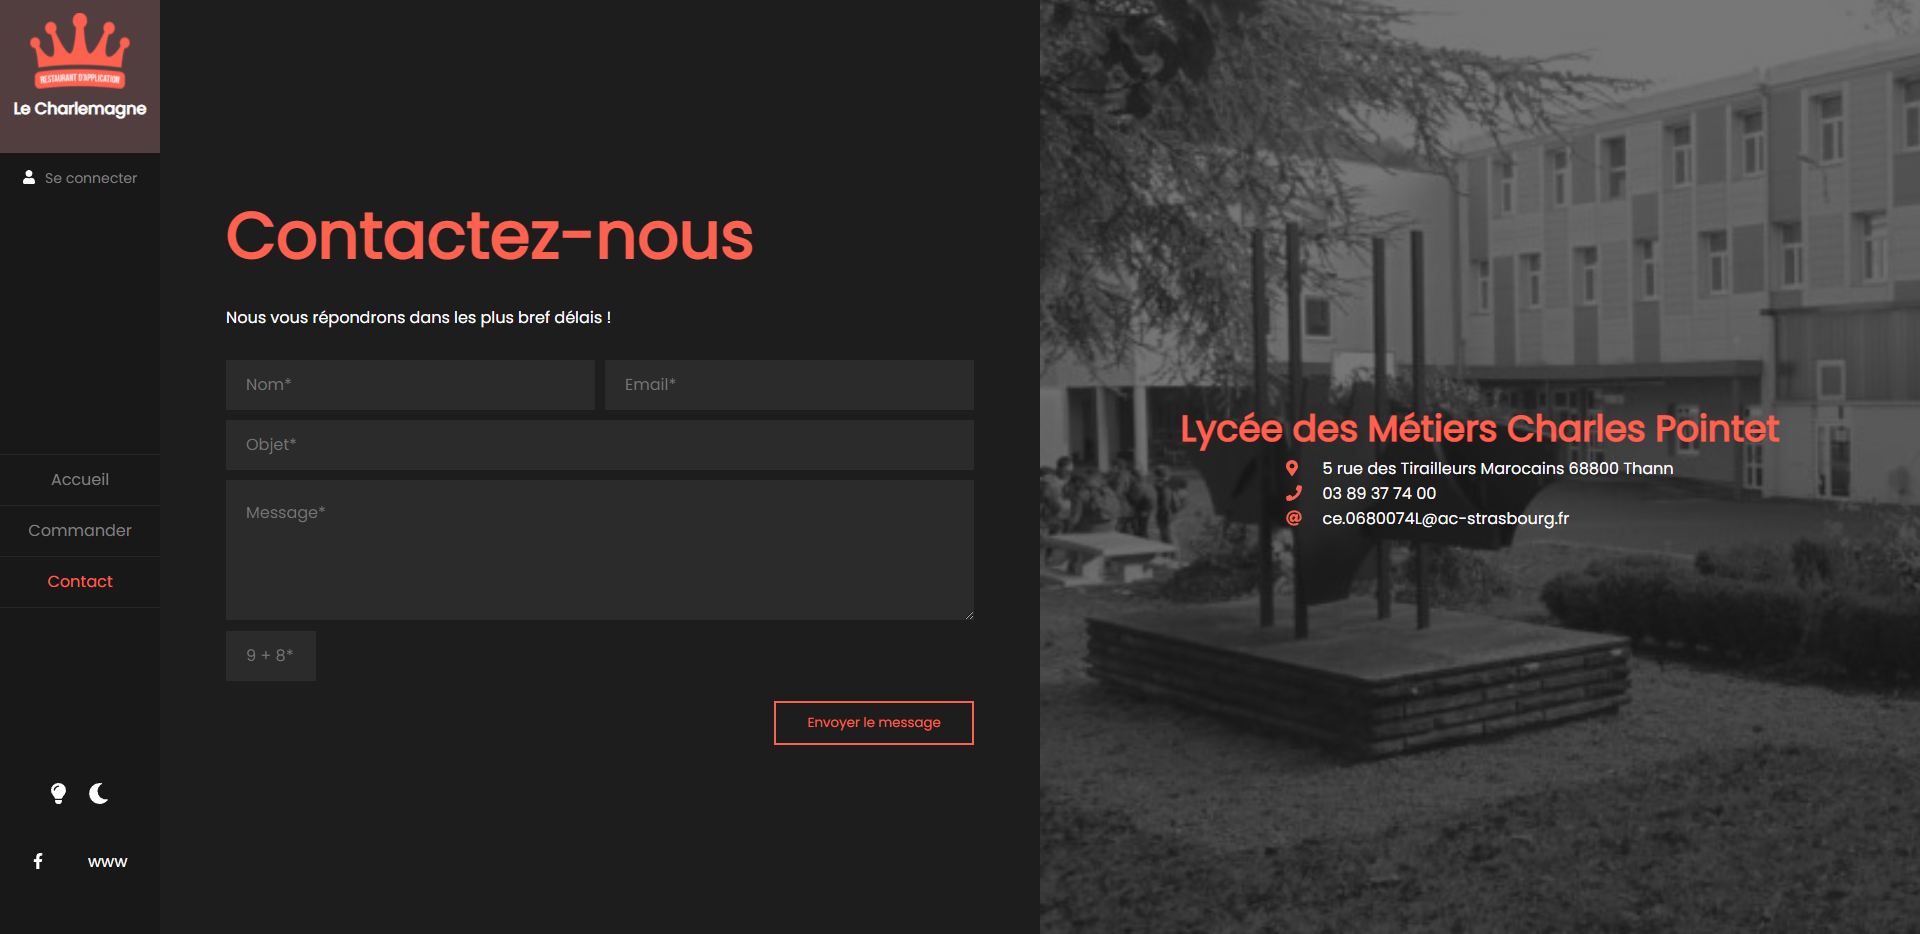 RESTAURANT D'APPLICATION
Le Charlemagne
Se connecter
Accueil
Commander
Contact
www
Contactez-nous
Nous vous répondrons dans les plus bref délais !
Nom*
Email*
Objet*
Message*
9 + 8*
Envoyer le message
Lycée des Métiers Charles Pointet
5 rue des Tirailleurs Marocains 68800 Thann
03 89 37 74 00
ce.0680074L@ac-strasbourg.fr